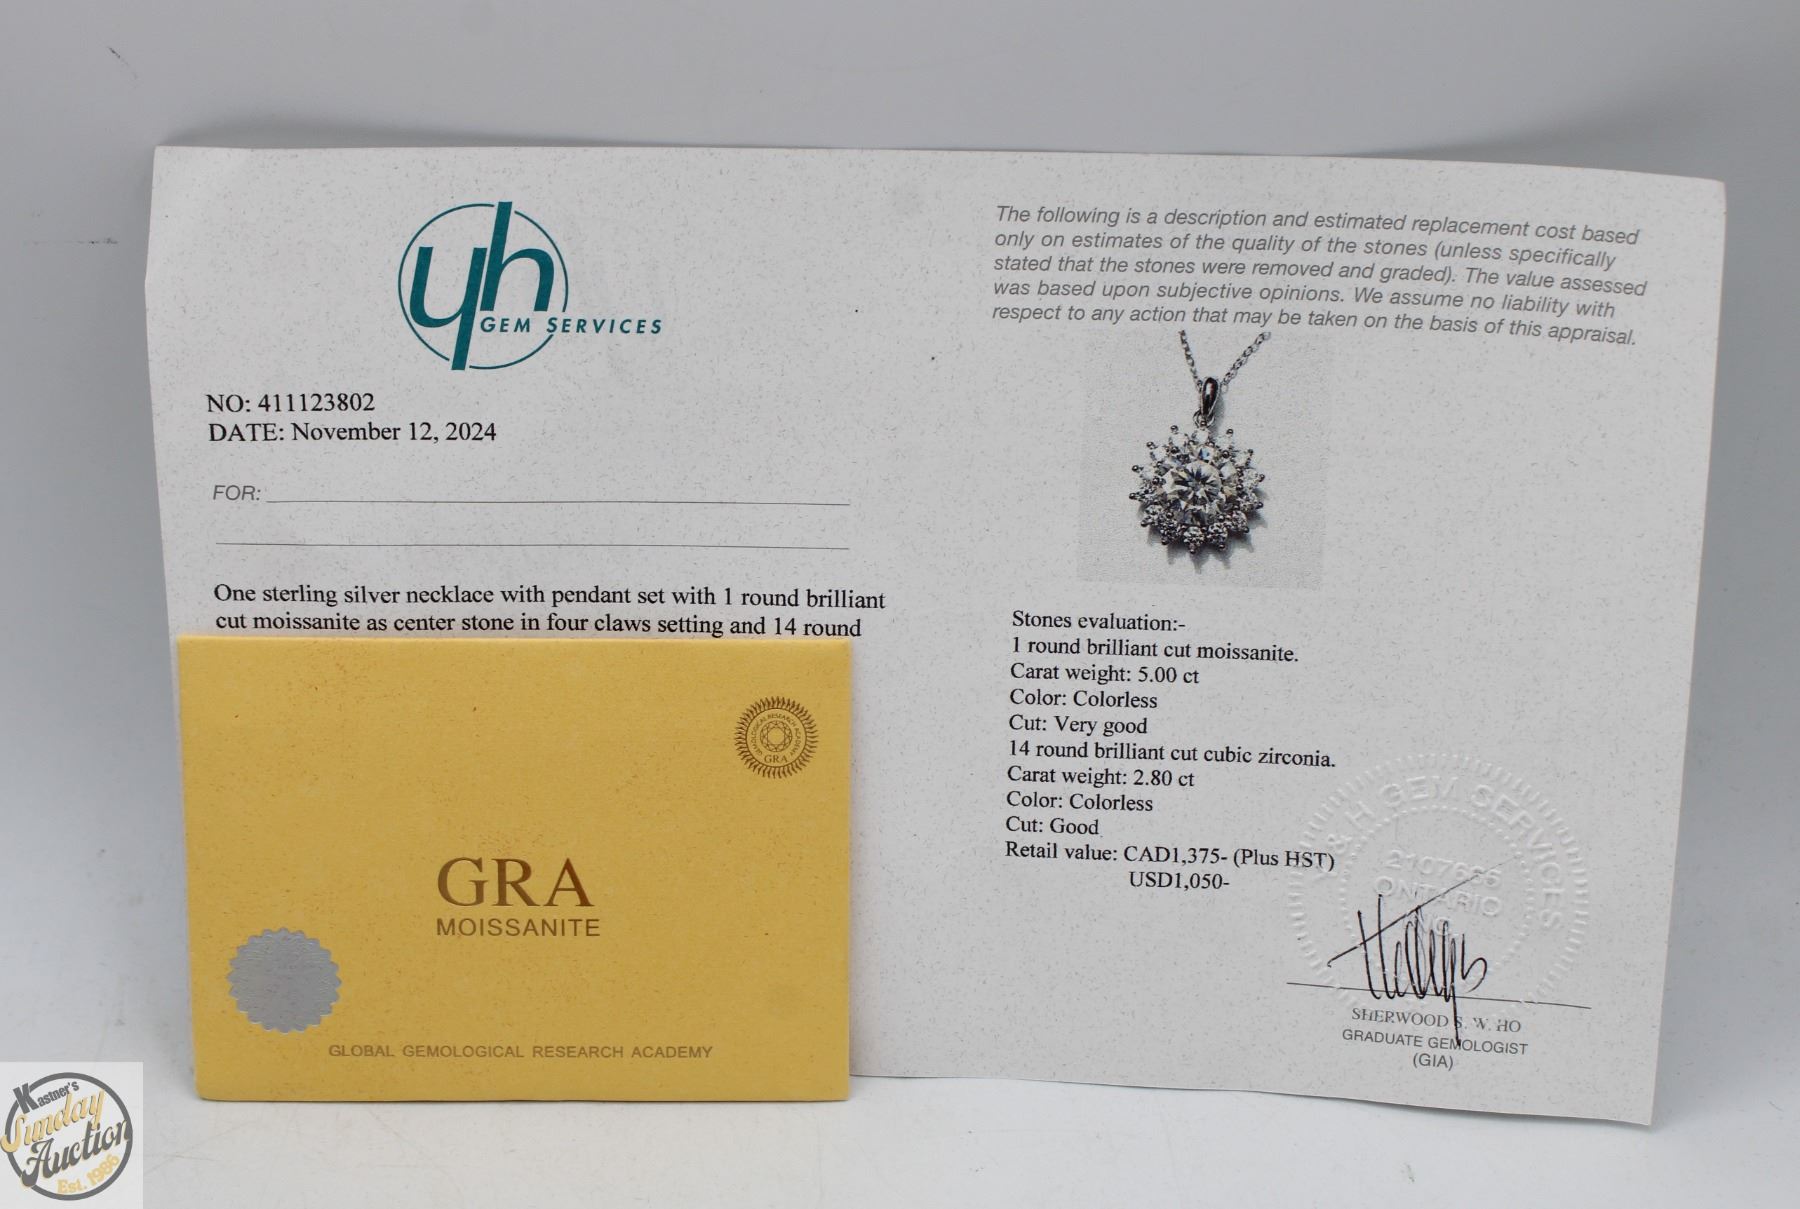 yh
GEM SERVICES
NO: 411123802
DATE: November 12, 2024
FOR:
One sterling silver necklace with pendant set with 1 round brilliant
cut moissanite as center stone in four claws setting and 14 round
The following is a description and estimated replacement cost based
only on estimates of the quality of the stones (unless specifically
stated that the stones were removed and graded). The value assessed
was based upon subjective opinions. We assume no liability with
respect to any action that may be taken on the basis of this appraisal.
Stones evaluation:-
1 round brilliant cut moissanite.
Carat weight: 5.00 ct
Color: Colorless
Cut: Very good
14 round brilliant cut cubic zirconia.
Carat weight: 2.80 ct
Color: Colorless
Cut: Good
Retail value: CAD1,375- (Plus HST)
USD1,050-
Y & H GEM SERVICES
2107666
ONTARIO
INC.
SHERWOOD S. W. HO
GRADUATE GEMOLOGIST
(GIA)
GEMOLOGICAL RESEARCH ACADEMY
GRA
GRA
MOISSANITE
GLOBAL GEMOLOGICAL RESEARCH ACADEMY
Kastner's
Sunday
Auction
Est. 1986